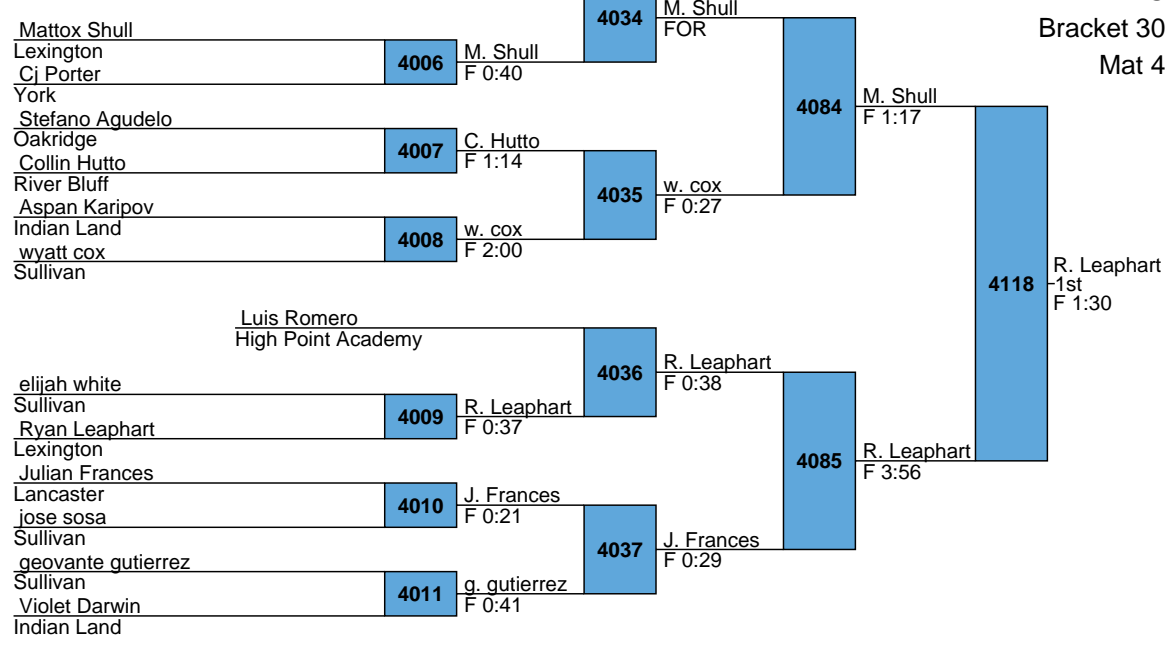 M. Shull
4034
FOR
Bracket 30
Mat 4
Mattox Shull
Lexington
4006
M. Shull
F 0:40
Cj Porter
York
4084
M. Shull
F 1:17
Stefano Agudelo
Oakridge
4007
C. Hutto
F 1:14
Collin Hutto
River Bluff
4035
w. cox
F 0:27
Aspan Karipov
Indian Land
4008
w. cox
F 2:00
wyatt cox
Sullivan
4118
R. Leaphart
1st
F 1:30
Luis Romero
High Point Academy
4036
R. Leaphart
F 0:38
elijah white
Sullivan
4009
R. Leaphart
F 0:37
Ryan Leaphart
Lexington
4085
R. Leaphart
F 3:56
Julian Frances
Lancaster
4010
J. Frances
F 0:21
jose sosa
Sullivan
4037
J. Frances
F 0:29
geovante gutierrez
Sullivan
4011
g. gutierrez
F 0:41
Violet Darwin
Indian Land